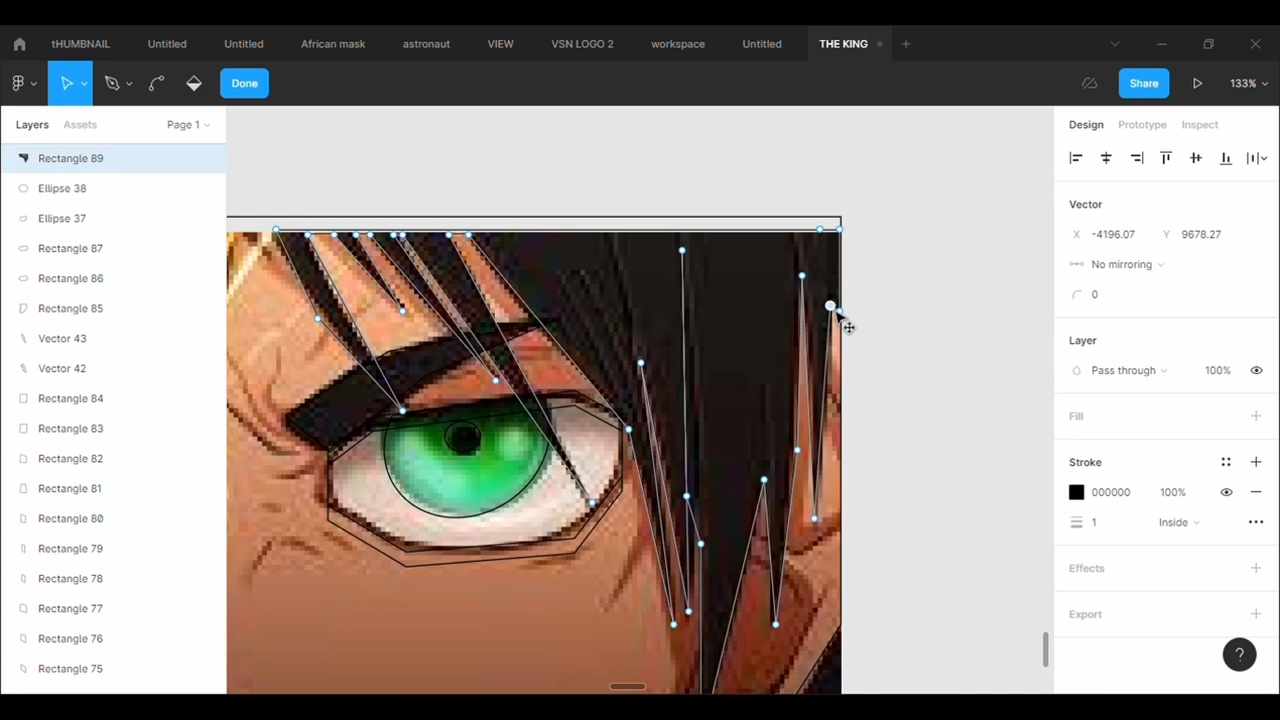 tHUMBNAIL Untitled Untitled African mask astronaut VIEW VSN LOGO 2 workspace Untitled THE KING
Done Share 133%
Layers Assets Page 1
Rectangle 89
Ellipse 38
Ellipse 37
Rectangle 87
Rectangle 86
Rectangle 85
Vector 43
Vector 42
Rectangle 84
Rectangle 83
Rectangle 82
Rectangle 81
Rectangle 80
Rectangle 79
Rectangle 78
Rectangle 77
Rectangle 76
Rectangle 75
Design Prototype Inspect
Vector
X -4196.07 Y 9678.27
No mirroring
0
Layer
Pass through 100%
Fill
Stroke
000000 100%
1 Inside
Effects
Export
?